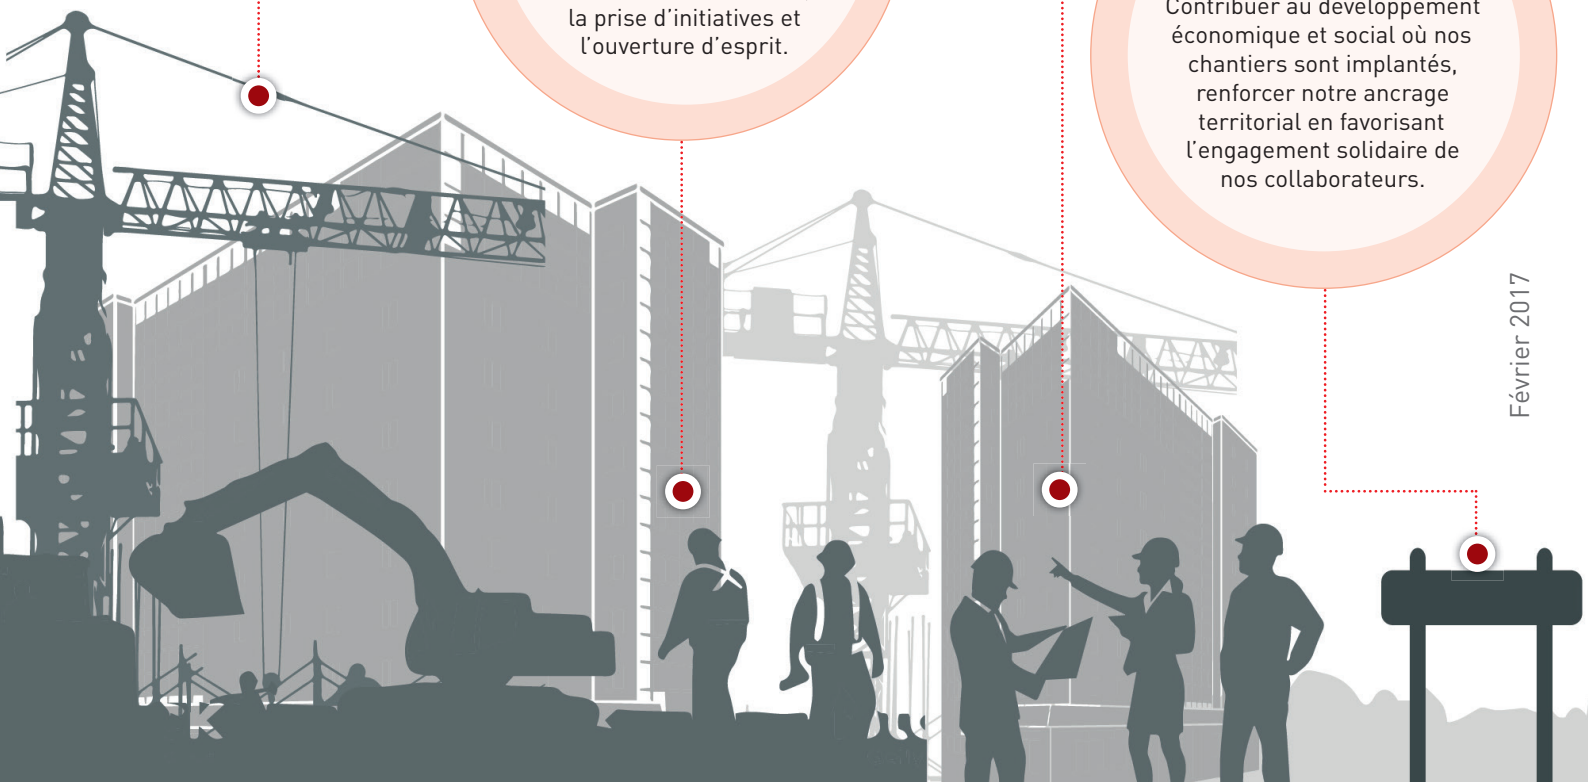 la prise d’initiatives et
l’ouverture d’esprit.
Contribuer au développement
économique et social où nos
chantiers sont implantés,
renforcer notre ancrage
territorial en favorisant
l’engagement solidaire de
nos collaborateurs.
Février 2017